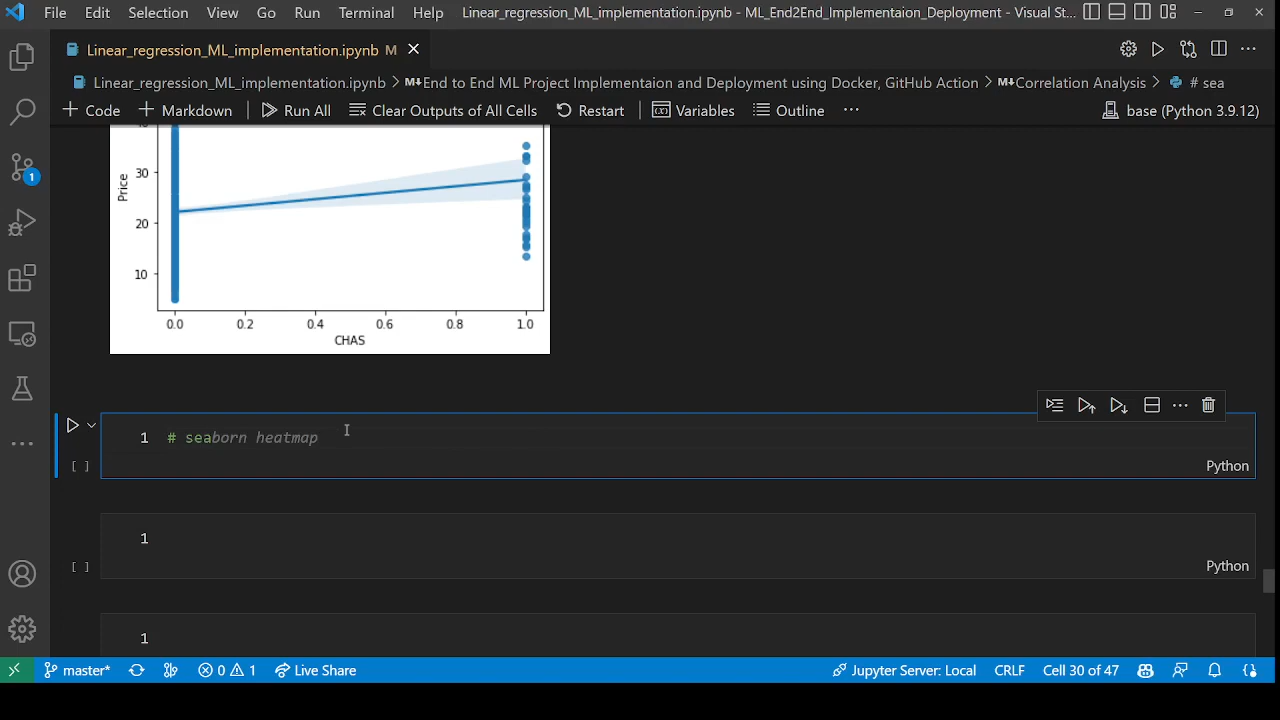 File Edit Selection View Go Run Terminal Help Linear_regression_ML_implementation.ipynb - ML_End2End_Implementaion_Deployment - Visual St...
Linear_regression_ML_implementation.ipynb M
Linear_regression_ML_implementation.ipynb > M↓End to End ML Project Implementaion and Deployment using Docker, GitHub Action > M↓Correlation Analysis > # sea
Code Markdown Run All Clear Outputs of All Cells Restart Variables Outline ... base (Python 3.9.12)
30
20
10
Price
0.0 0.2 0.4 0.6 0.8 1.0
CHAS
1 # seaborn heatmap
[ ] Python
1
[ ] Python
1
master* 0 1 Live Share Jupyter Server: Local CRLF Cell 30 of 47
1